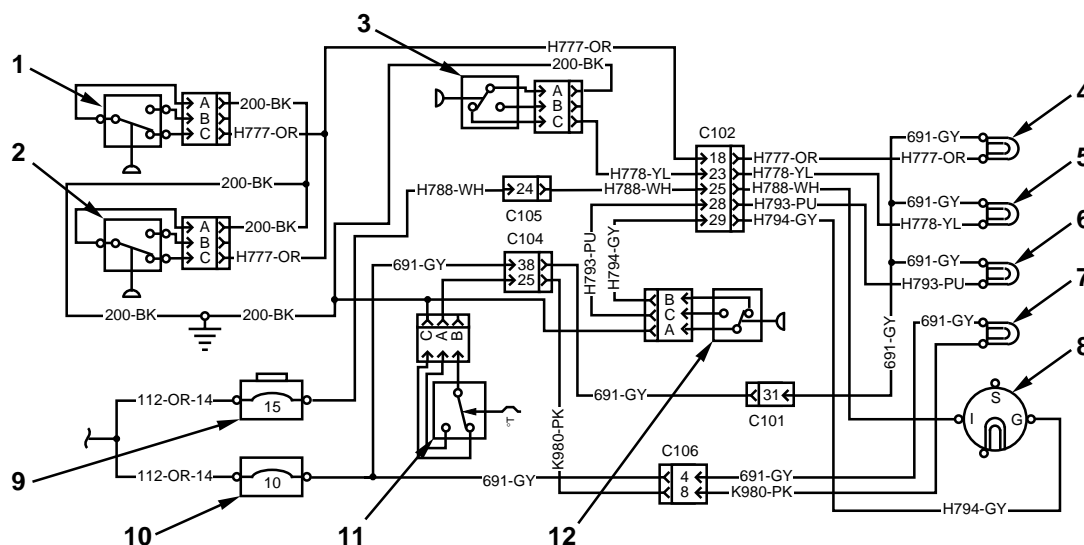 3
H777-OR
200-BK
1
A
B
C
200-BK
H777-OR
A
B
C
C102
4
691-GY
18
H777-OR
H777-OR
2
200-BK
H778-YL
23
H778-YL
5
H788-WH
24
H788-WH
25
H788-WH
691-GY
28
H793-PU
29
H794-GY
H778-YL
C105
A
B
C
200-BK
H777-OR
C104
H793-PU
H794-GY
6
691-GY
38
25
691-GY
H793-PU
7
B
C
A
200-BK
200-BK
691-GY
C
A
B
691-GY
8
112-OR-14
15
691-GY
31
C101
S
I
G
°T
K980-PK
9
C106
112-OR-14
10
691-GY
4
691-GY
8
K980-PK
H794-GY
10
11
12